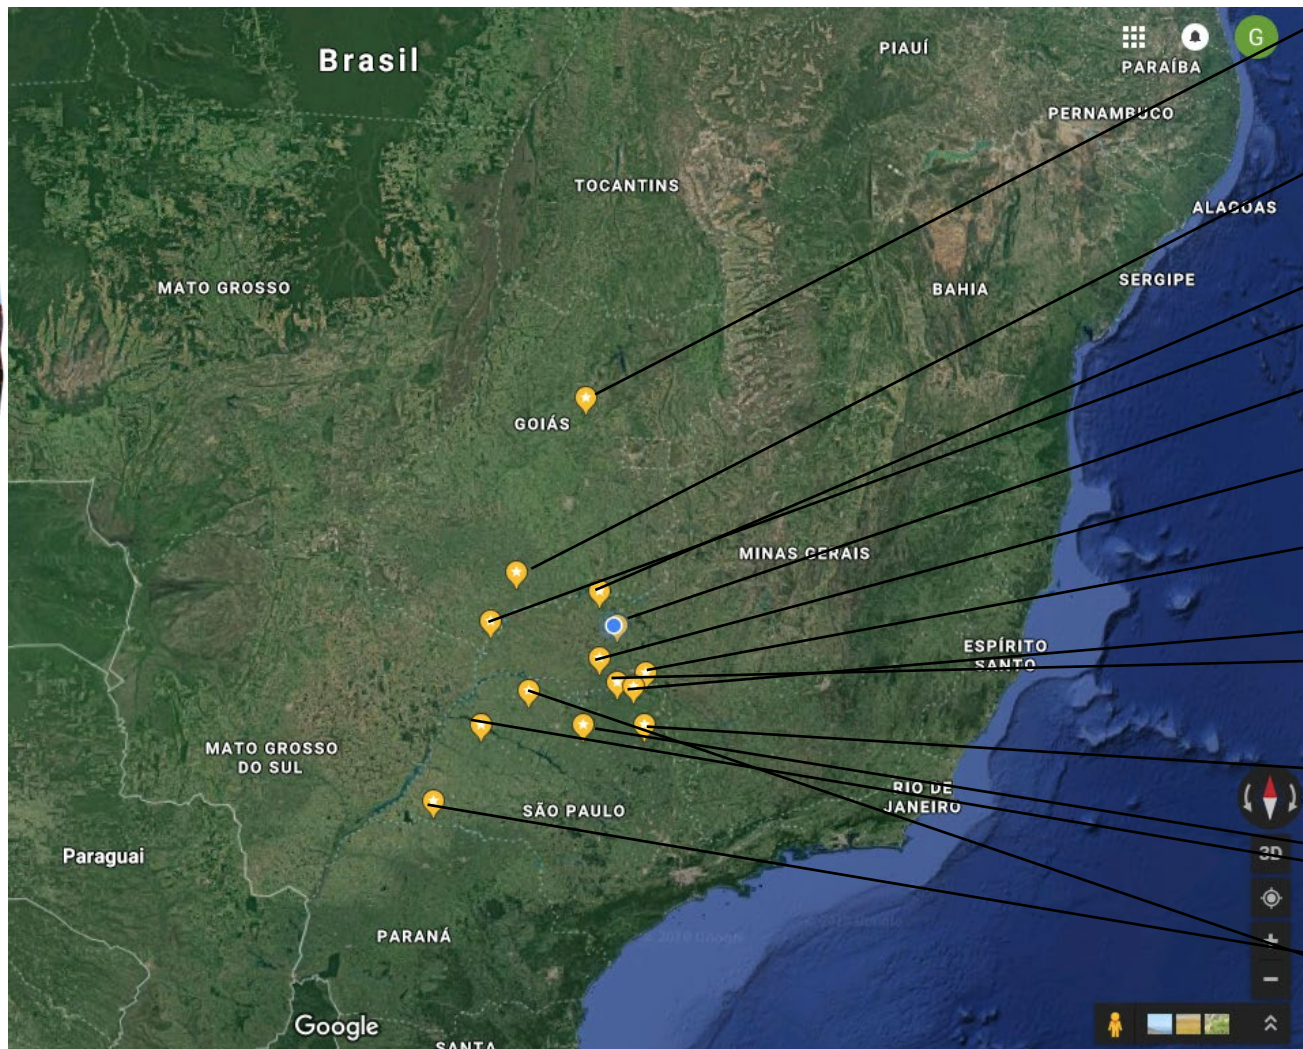 Brasil
PIAUÍ
G
PARAÍBA
PERNAMBUCO
TOCANTINS
ALAGOAS
MATO GROSSO
BAHIA
SERGIPE
GOIÁS
MINAS GERAIS
ESPÍRITO
SANTO
MATO GROSSO
DO SUL
RIO DE
JANEIRO
SÃO PAULO
3D
Paraguai
PARANÁ
Google
SANTA